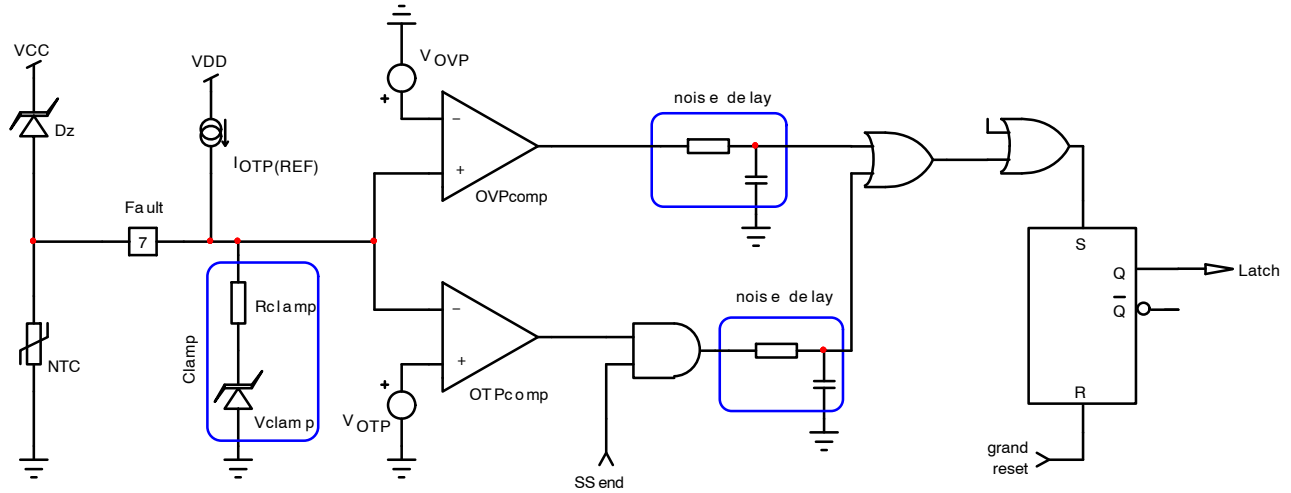 VCC
VDD
V OVP
+
Dz
IOTP(REF)
−
+
OVPcomp
noise delay
Fault
7
S
Q
Latch
Q
R
grand
reset
Rclamp
Clamp
Vclamp
NTC
−
+
OTPcomp
+
V OTP
noise delay
SS end